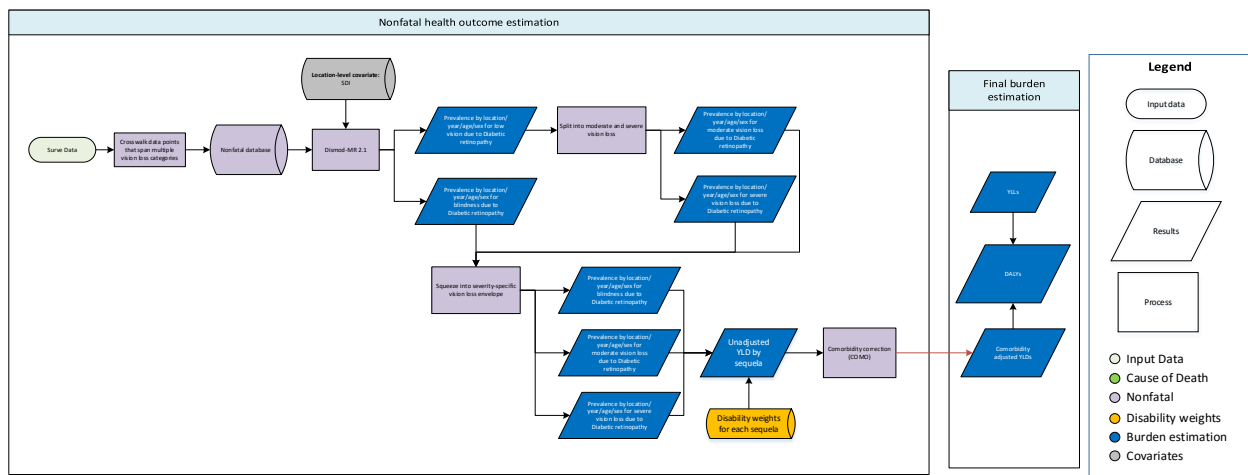 Nonfatal health outcome estimation
Location-level covariate:
SDI
Surve Data
Crosswalk data points
that span multiple
vision loss categories
Nonfatal database
Dismod-MR 2.1
Prevalence by location/
year/age/sex for low
vision due to Diabetic
retinopathy
Split into moderate and severe
vision loss
Prevalence by location/
year/age/sex for
moderate vision loss
due to Diabetic
retinopathy
Prevalence by location/
year/age/sex for
blindness due to
Diabetic retinopathy
Prevalence by location/
year/age/sex for severe
vision loss due to
Diabetic retinopathy
Squeeze into severity-specific
vision loss envelope
Prevalence by location/
year/age/sex for
blindness due to
Diabetic retinopathy
Prevalence by location/
year/age/sex for
moderate vision loss
due to Diabetic
retinopathy
Prevalence by location/
year/age/sex for severe
vision loss due to
Diabetic retinopathy
Unadjusted
YLD by
sequela
Disability weights
for each sequela
Comorbidity correction
(COMO)
Final burden
estimation
YLLs
DALYs
Comorbidity
adjusted YLDs
Legend
Input data
Database
Results
Process
Input Data
Cause of Death
Nonfatal
Disability weights
Burden estimation
Covariates